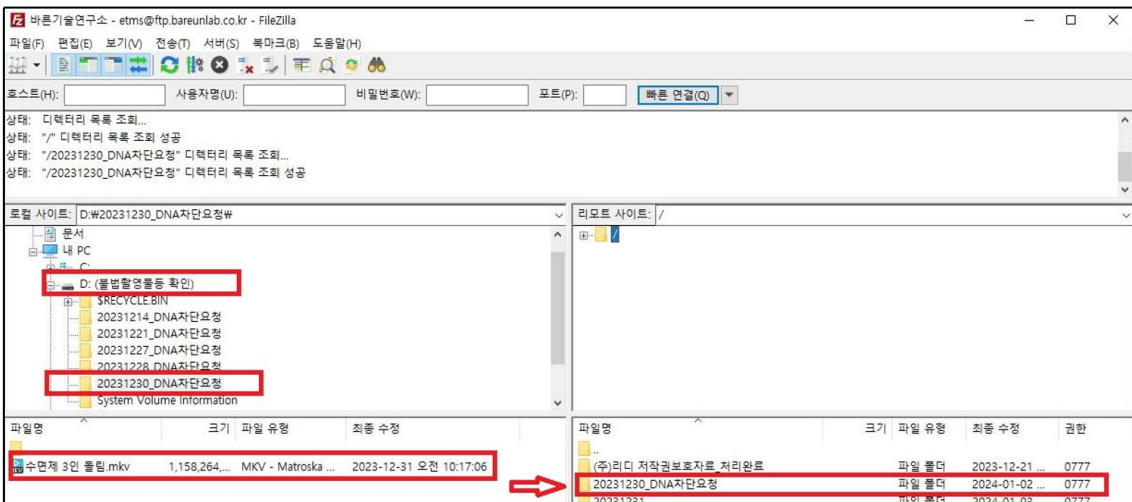 바른기술연구소 - etms@ftp.bareunlab.co.kr - FileZilla
파일(F) 편집(E) 보기(V) 전송(T) 서버(S) 북마크(B) 도움말(H)
호스트(H): 사용자명(U): 비밀번호(W): 포트(P): 빠른 연결(Q)
상태: 디렉터리 목록 조회...
상태: "/" 디렉터리 목록 조회 성공
상태: "/20231230_DNA차단요청" 디렉터리 목록 조회...
상태: "/20231230_DNA차단요청" 디렉터리 목록 조회 성공
로컬 사이트: D:₩20231230_DNA차단요청₩
문서
내 PC
C:
D: (불법촬영물등 확인)
$RECYCLE.BIN
20231214_DNA차단요청
20231221_DNA차단요청
20231227_DNA차단요청
20231228_DNA차단요청
20231230_DNA차단요청
System Volume Information
파일명 크기 파일 유형 최종 수정
수면제 3인 돌림.mkv 1,158,264,... MKV - Matroska ... 2023-12-31 오전 10:17:06
리모트 사이트: /
/
파일명 크기 파일 유형 최종 수정 권한
..
(주)리디 저작권보호자료_처리완료 파일 폴더 2023-12-21 ... 0777
20231230_DNA차단요청 파일 폴더 2024-01-02 ... 0777
20231231 파일 폴더 2024-01-03 ... 0777